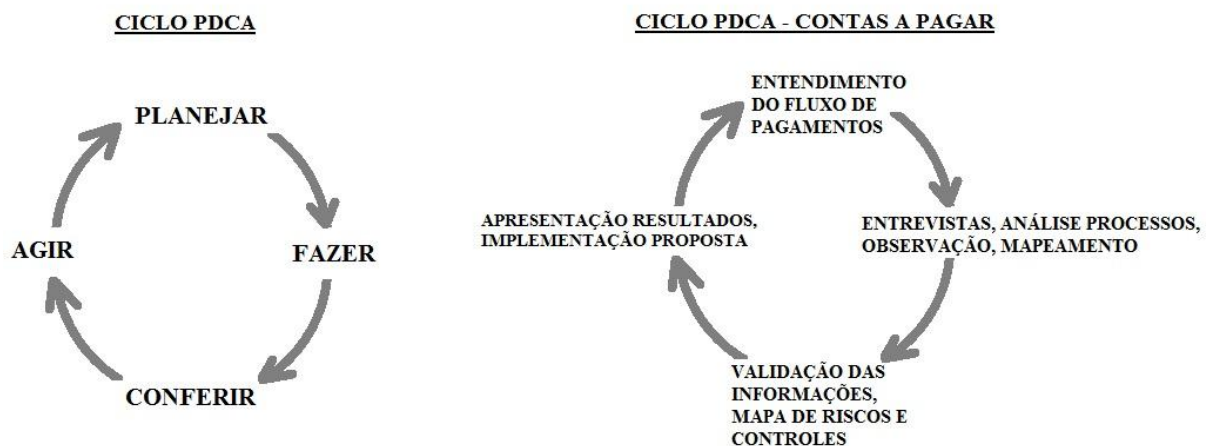 CICLO PDCA
PLANEJAR
FAZER
CONFERIR
AGIR
CICLO PDCA - CONTAS A PAGAR
ENTENDIMENTO
DO FLUXO DE
PAGAMENTOS
ENTREVISTAS, ANÁLISE PROCESSOS,
OBSERVAÇÃO, MAPEAMENTO
VALIDAÇÃO DAS
INFORMAÇÕES,
MAPA DE RISCOS E
CONTROLES
APRESENTAÇÃO RESULTADOS,
IMPLEMENTAÇÃO PROPOSTA